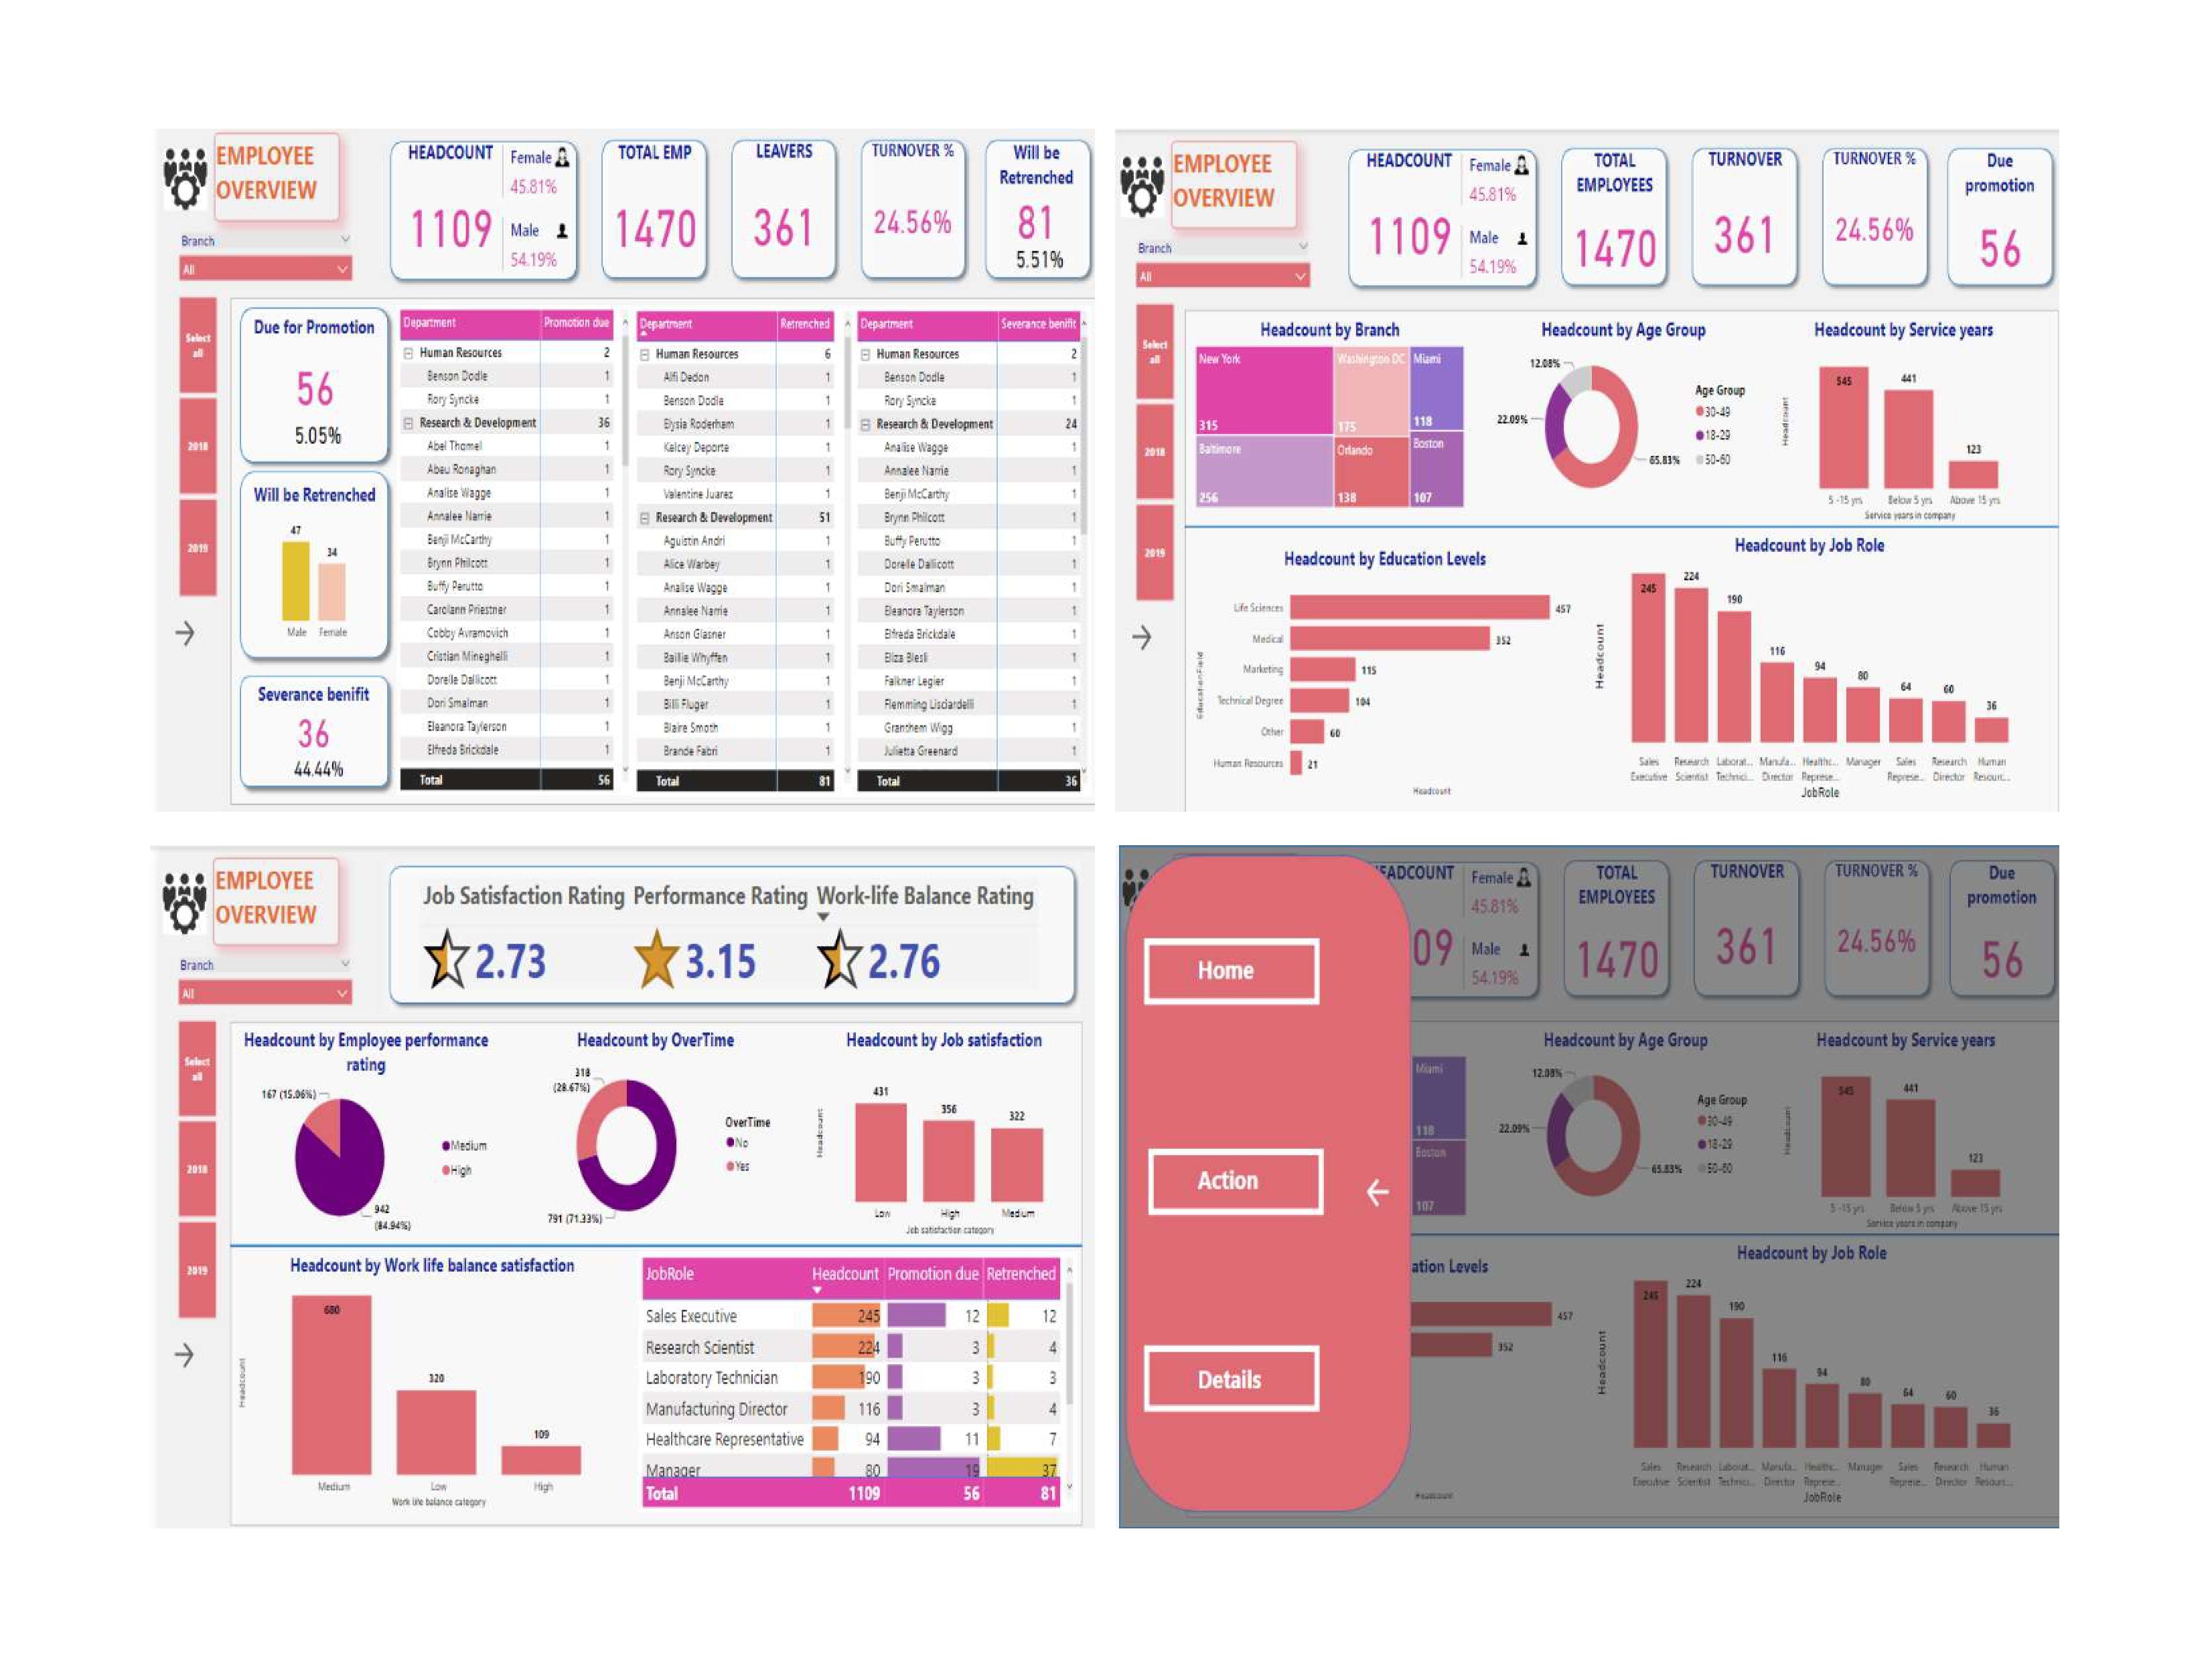 EMPLOYEE
OVERVIEW
Branch
All
Select
all
2018
2019
HEADCOUNT
1109
Female
45.81%
Male
54.19%
TOTAL EMP
1470
LEAVERS
361
TURNOVER %
24.56%
Will be
Retrenched
81
5.51%
Due for Promotion
56
5.05%
Will be Retrenched
47
34
Male Female
Severance benifit
36
44.44%
Department Promotion due
Human Resources 2
Benson Dodle 1
Rory Syncke 1
Research & Development 36
Abel Thomel 1
Abeu Ronaghan 1
Analise Wagge 1
Annalee Narrie 1
Benji McCarthy 1
Brynn Philcott 1
Buffy Perutto 1
Carolann Priestner 1
Cobby Avramovich 1
Cristian Mineghelli 1
Dorelle Dallicott 1
Dori Smalman 1
Eleanora Taylerson 1
Elfreda Brickdale 1
Total 56
Department Retrenched
Human Resources 6
Alfi Dedon 1
Benson Dodle 1
Elysia Roderham 1
Kelcey Deporte 1
Rory Syncke 1
Valentine Juarez 1
Research & Development 51
Aguistin Andri 1
Alice Warbey 1
Analise Wagge 1
Annalee Narrie 1
Anson Glasner 1
Baillie Whyffen 1
Benji McCarthy 1
Billi Fluger 1
Blaire Smoth 1
Brande Fabri 1
Total 81
Department Severance benifit
Human Resources 2
Benson Dodle 1
Rory Syncke 1
Research & Development 24
Analise Wagge 1
Annalee Narrie 1
Benji McCarthy 1
Brynn Philcott 1
Buffy Perutto 1
Dorelle Dallicott 1
Dori Smalman 1
Eleanora Taylerson 1
Elfreda Brickdale 1
Eliza Blesli 1
Falkner Legier 1
Flemming Lisciardelli 1
Granthem Wigg 1
Julietta Greenard 1
Total 36
EMPLOYEE
OVERVIEW
Branch
All
Select
all
2018
2019
HEADCOUNT
1109
Female
45.81%
Male
54.19%
TOTAL
EMPLOYEES
1470
TURNOVER
361
TURNOVER %
24.56%
Due
promotion
56
Headcount by Branch
New York
315
Washington DC
175
Miami
118
Baltimore
256
Orlando
138
Boston
107
Headcount by Age Group
12.08%
22.09%
65.83%
Age Group
30-49
18-29
50-60
Headcount by Service years
Headcount
545
441
123
5 -15 yrs Below 5 yrs Above 15 yrs
Service years in company
Headcount by Education Levels
EducationField
Life Sciences 457
Medical 352
Marketing 115
Technical Degree 104
Other 60
Human Resources 21
Headcount
Headcount by Job Role
Headcount
245
224
190
116
94
80
64
60
36
Sales Research Laborat... Manufa... Healthc... Manager Sales Research Human
Executive Scientist Technici... Director Represe... Represe... Director Resourc...
JobRole
EMPLOYEE
OVERVIEW
Branch
All
Select
all
2018
2019
Job Satisfaction Rating Performance Rating Work-life Balance Rating
2.73 3.15 2.76
Headcount by Employee performance
rating
167 (15.06%)
942
(84.94%)
Medium
High
Headcount by OverTime
318
(28.67%)
791 (71.33%)
OverTime
No
Yes
Headcount by Job satisfaction
Headcount
431
356
322
Low High Medium
Job satisfaction category
Headcount by Work life balance satisfaction
Headcount
680
320
109
Medium Low High
Work life balance category
JobRole Headcount Promotion due Retrenched
Sales Executive 245 12 12
Research Scientist 224 3 4
Laboratory Technician 190 3 3
Manufacturing Director 116 3 4
Healthcare Representative 94 11 7
Manager 80 19 37
Total 1109 56 81
Home
Action
Details
EADCOUNT
09
Female
45.81%
Male
54.19%
TOTAL
EMPLOYEES
1470
TURNOVER
361
TURNOVER %
24.56%
Due
promotion
56
Miami
118
Boston
107
Headcount by Age Group
12.08%
22.09%
65.83%
Age Group
30-49
18-29
50-60
Headcount by Service years
Headcount
545
441
123
5 -15 yrs Below 5 yrs Above 15 yrs
Service years in company
ation Levels
457
352
Headcount
Headcount by Job Role
Headcount
245
224
190
116
94
80
64
60
36
Sales Research Laborat... Manufa... Healthc... Manager Sales Research Human
Executive Scientist Technici... Director Represe... Represe... Director Resourc...
JobRole